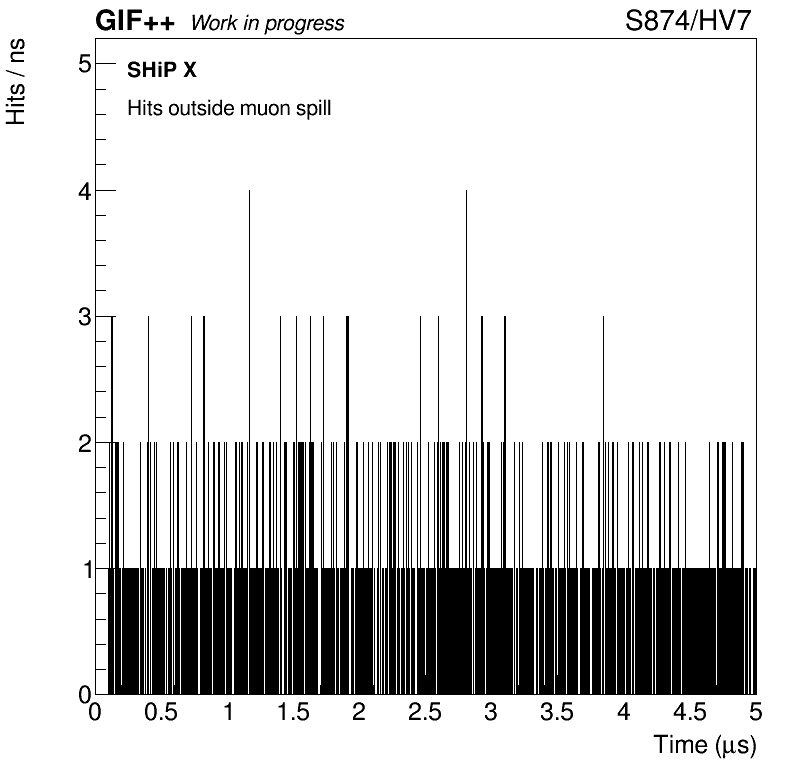 GIF++ Work in progress S874/HV7
Hits / ns
SHiP X
Hits outside muon spill
5
4
3
2
1
0
0 0.5 1 1.5 2 2.5 3 3.5 4 4.5 5
Time (μs)